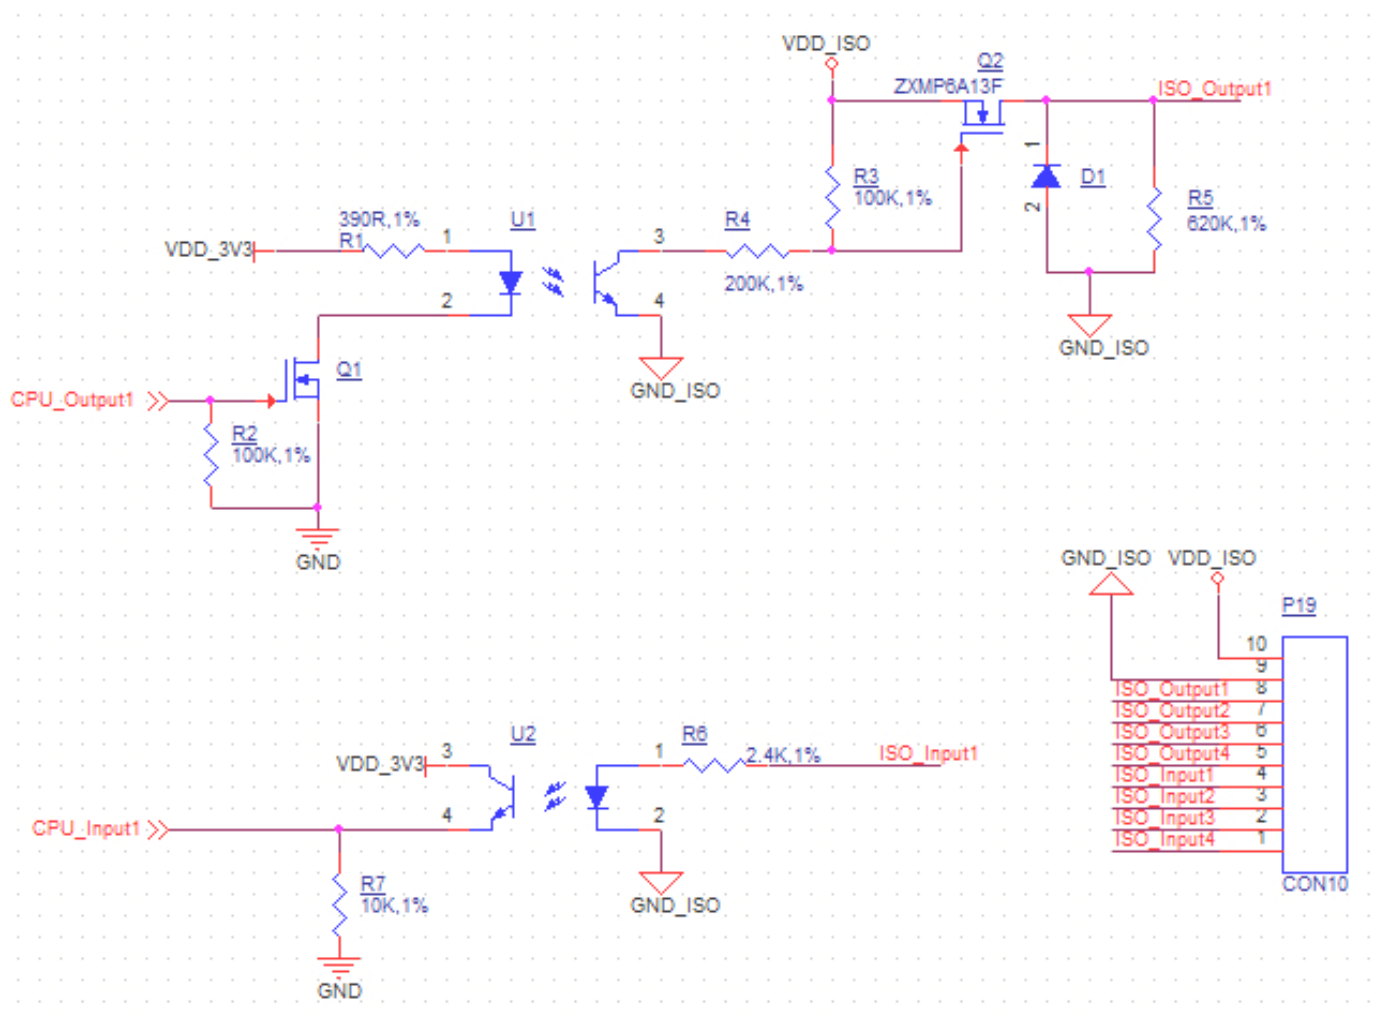 VDD_ISO
Q2
ZXMP6A13F
ISO_Output1
1
D1
2
R3
100K,1%
R5
620K,1%
390R,1%
R1
VDD_3V3
1
U1
3
R4
200K,1%
2
4
GND_ISO
GND_ISO
Q1
CPU_Output1
R2
100K,1%
GND
GND_ISO
VDD_ISO
P19
10
9
ISO_Output1 8
ISO_Output2 7
ISO_Output3 6
ISO_Output4 5
ISO_Input1 4
ISO_Input2 3
ISO_Input3 2
ISO_Input4 1
CON10
VDD_3V3
3
U2
1
R6
2.4K,1%
ISO_Input1
CPU_Input1
4
2
R7
10K,1%
GND_ISO
GND